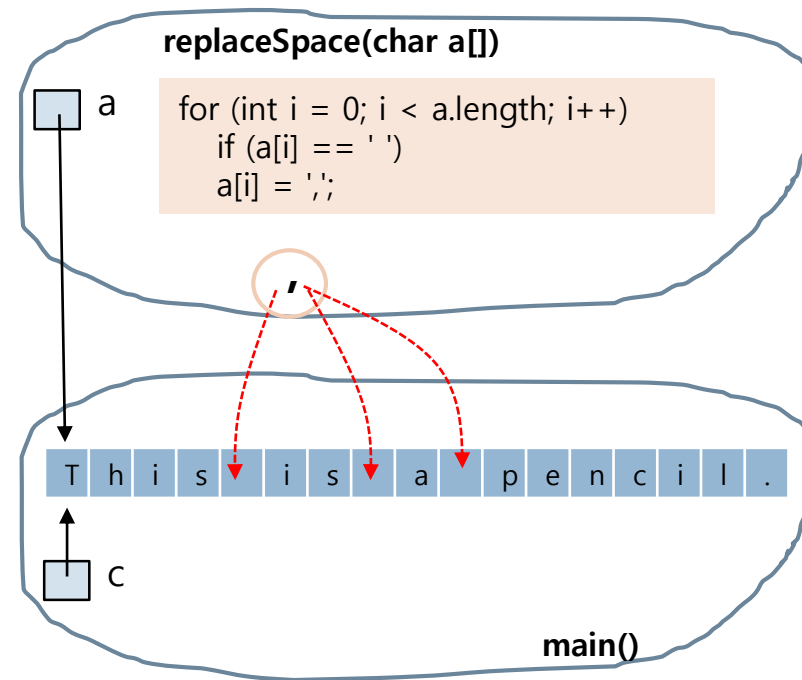 replaceSpace(char a[])
a
for (int i = 0; i < a.length; i++)
if (a[i] == ' ')
a[i] = ',';
,
T h i s   i s   a   p e n c i l .
c
main()